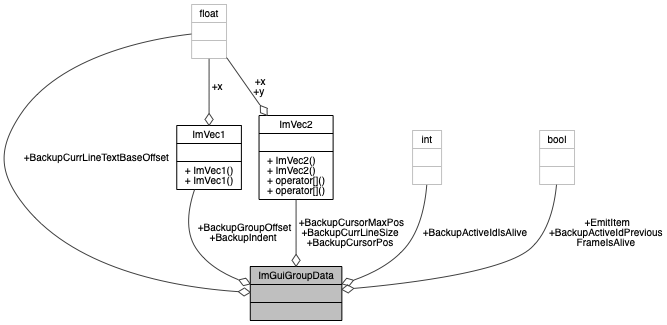 float
+x
+x
+y
ImVec1
+ ImVec1()
+ ImVec1()
ImVec2
+ ImVec2()
+ ImVec2()
+ operator[]()
+ operator[]()
int
bool
+BackupCurrLineTextBaseOffset
+BackupGroupOffset
+BackupIndent
+BackupCursorMaxPos
+BackupCurrLineSize
+BackupCursorPos
+BackupActiveIdIsAlive
+EmitItem
+BackupActiveIdPrevious
FrameIsAlive
ImGuiGroupData